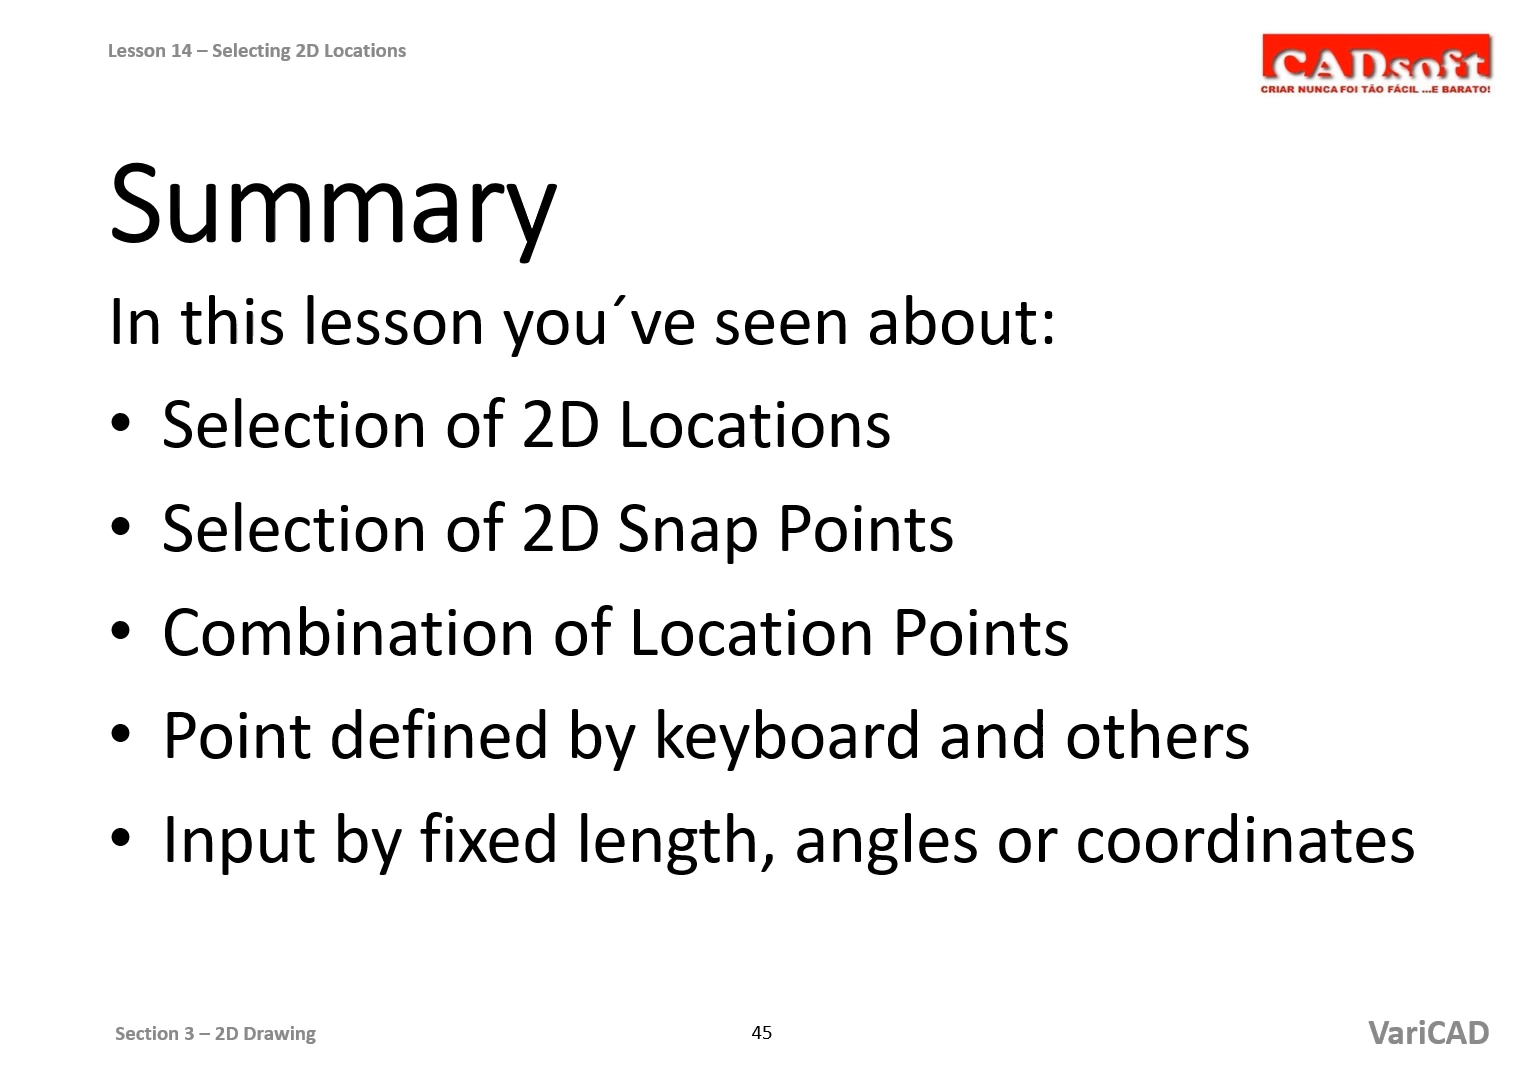 Lesson 14 – Selecting 2D Locations
CADsoft
CRIAR NUNCA FOI TÃO FÁCIL ...E BARATO!
Summary
In this lesson you´ve seen about:
• Selection of 2D Locations
• Selection of 2D Snap Points
• Combination of Location Points
• Point defined by keyboard and others
• Input by fixed length, angles or coordinates
Section 3 – 2D Drawing
45
VariCAD